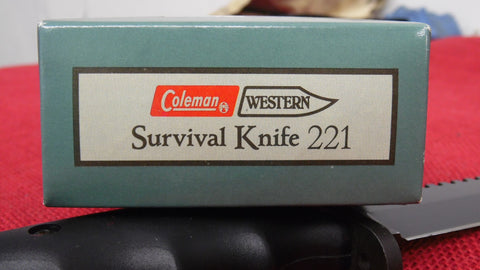 Coleman WESTERN
Survival Knife 221